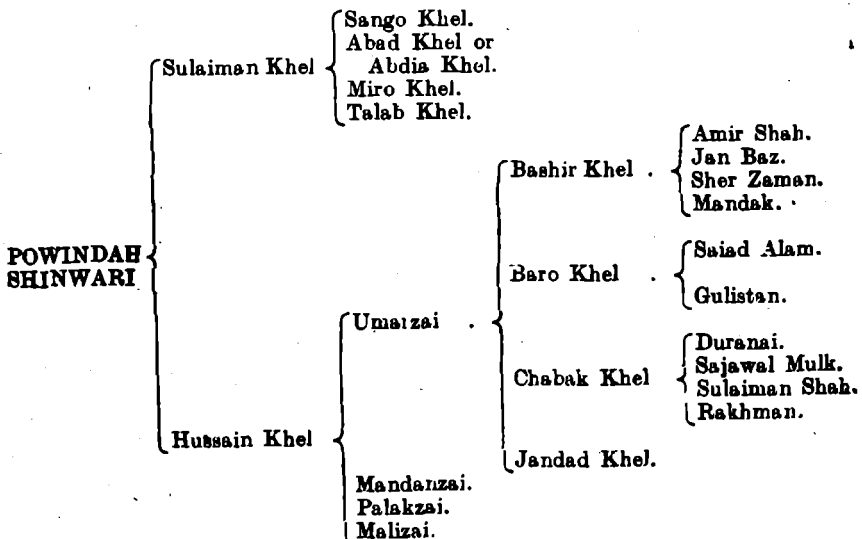 Sango Khel.
Abad Khel or
Abdia Khel.
Sulaiman Khel
Miro Khel.
Talab Khel.
Amir Shah.
Jan Baz.
Bashir Khel .
Sher Zaman.
Mandak.
POWINDAH
SHINWARI
Saiad Alam.
Baro Khel .
Gulistan.
Umarzai .
Duranai.
Sajawal Mulk.
Chabak Khel
Sulaiman Shah.
Rakhman.
Hussain Khel
Jandad Khel.
Mandanzai.
Palakzai.
Malizai.